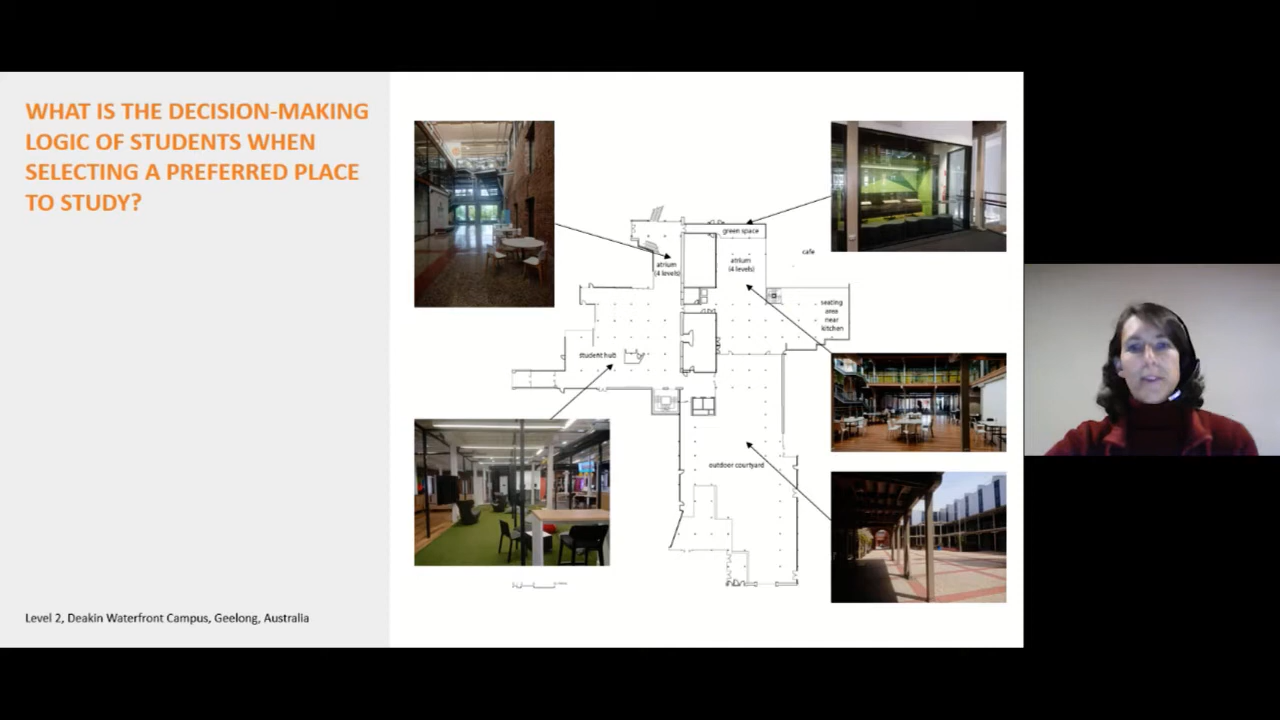 WHAT IS THE DECISION-MAKING
LOGIC OF STUDENTS WHEN
SELECTING A PREFERRED PLACE
TO STUDY?
green space
cafe
atrium
(4 levels)
atrium
(4 levels)
seating
area
near
kitchen
student hub
outdoor courtyard
Level 2, Deakin Waterfront Campus, Geelong, Australia